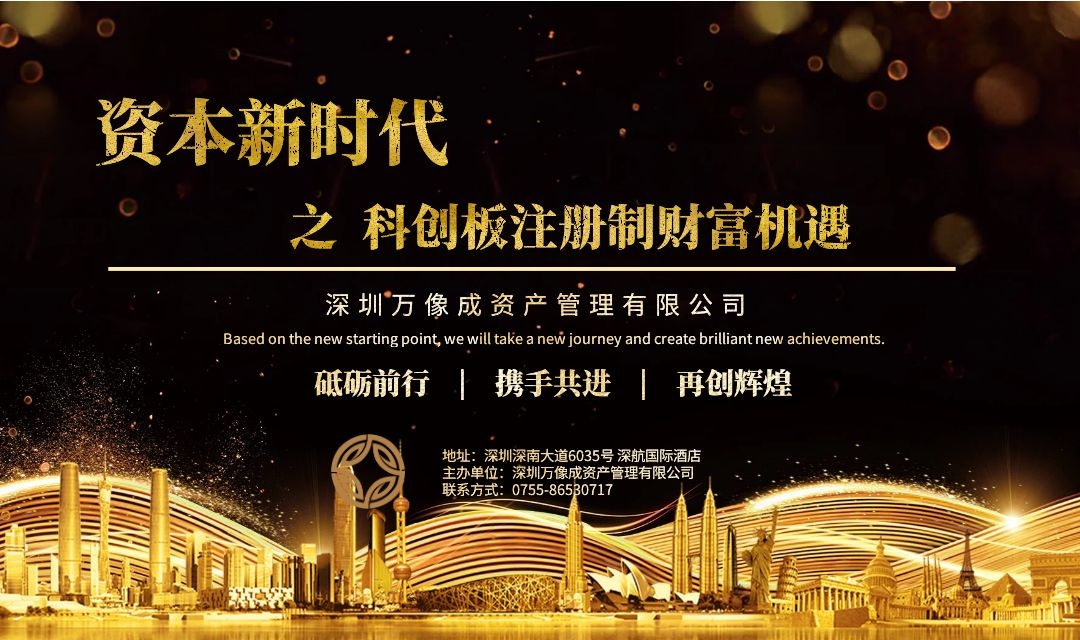 资本新时代
之 科创板注册制财富机遇
深圳万像成资产管理有限公司
Based on the new starting point, we will take a new journey and create brilliant new achievements.
砥砺前行 | 携手共进 | 再创辉煌
地址：深圳深南大道6035号 深航国际酒店
主办单位：深圳万像成资产管理有限公司
联系方式：0755-86530717